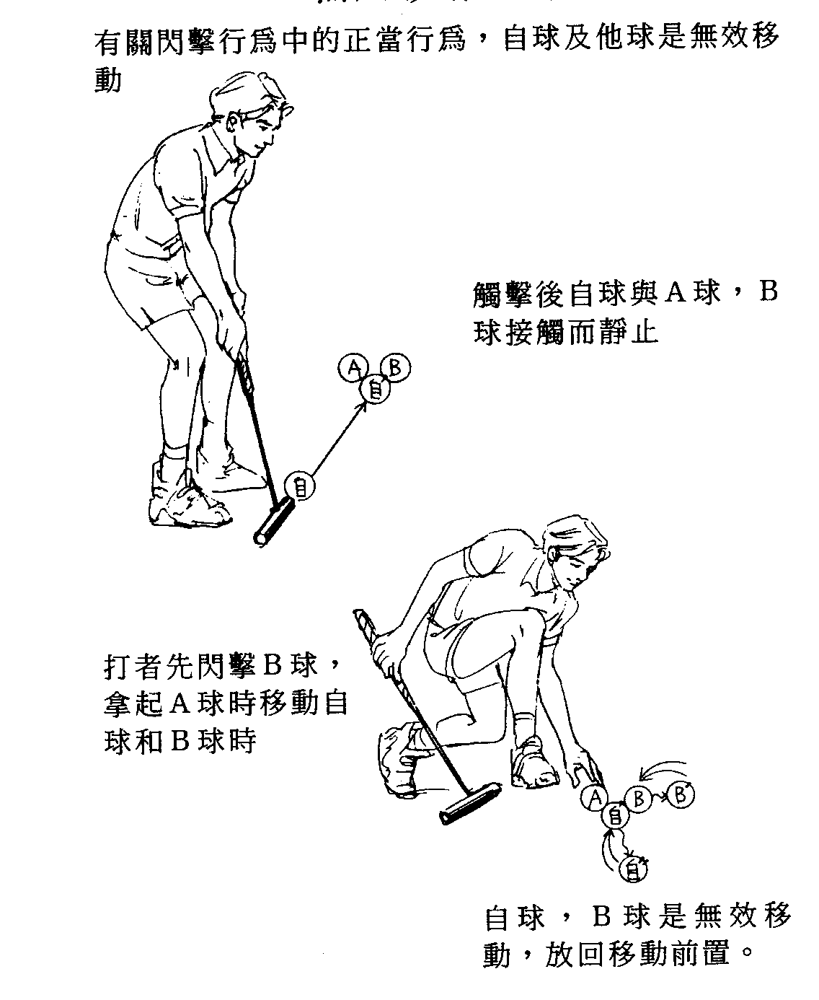 有關閃擊行爲中的正當行爲，自球及他球是無效移
動
觸擊後自球與A球，B
球接觸而靜止
A B
自
自
打者先閃擊B球，
拿起A球時移動自
球和B球時
A B B'
自
自'
自球，B球是無效移
動，放回移動前置。